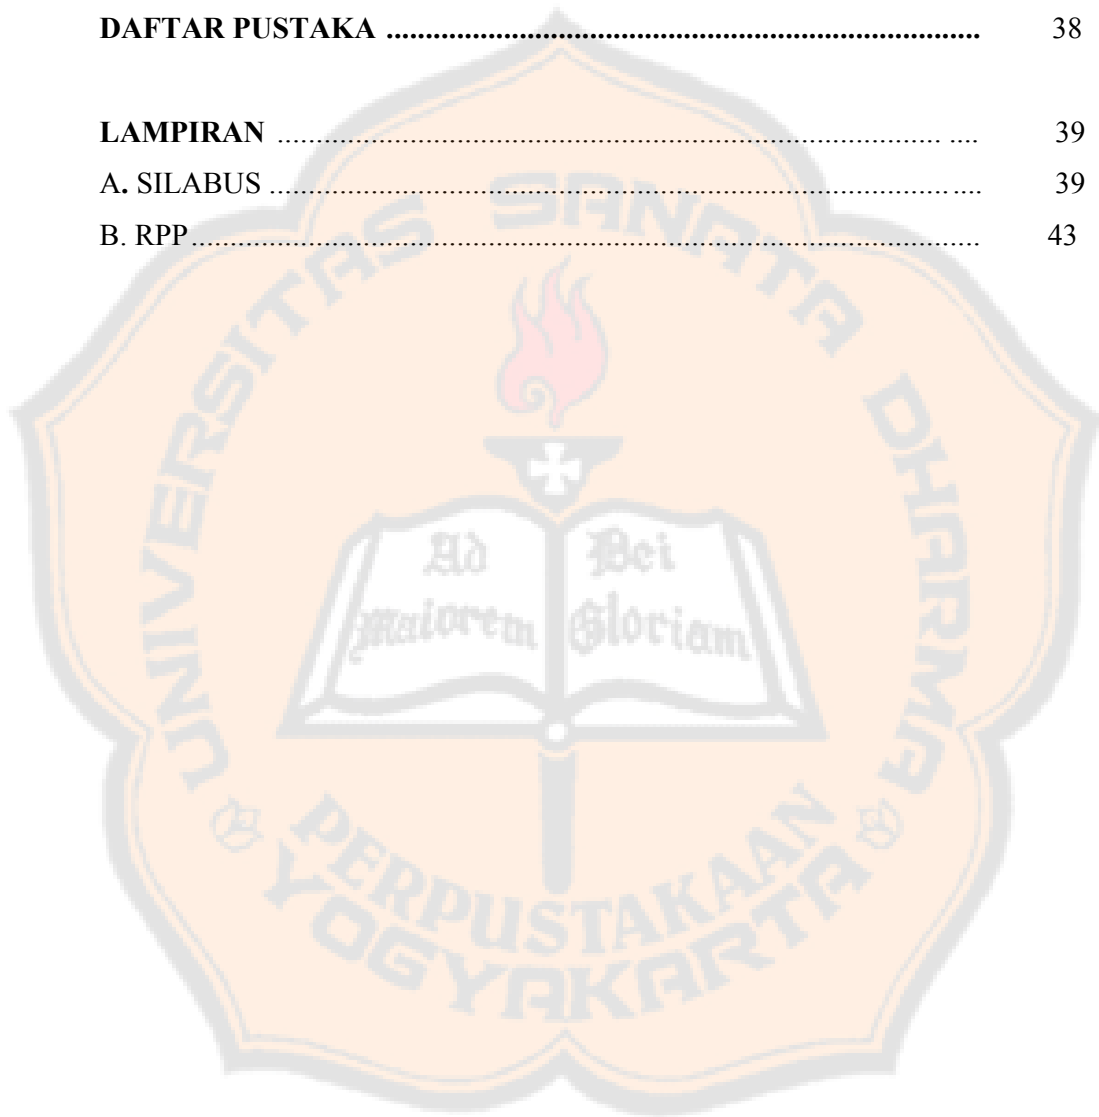 DAFTAR PUSTAKA ........................................................................... 38
LAMPIRAN ..................................................................................... .... 39
A. SILABUS ...................................................................................... .... 39
B. RPP..................................................................................................... 43
UNIVERSITAS SANATA DHARMA
Ad Dei
Maiorem Gloriam
PERPUSTAKAAN
YOGYAKARTA